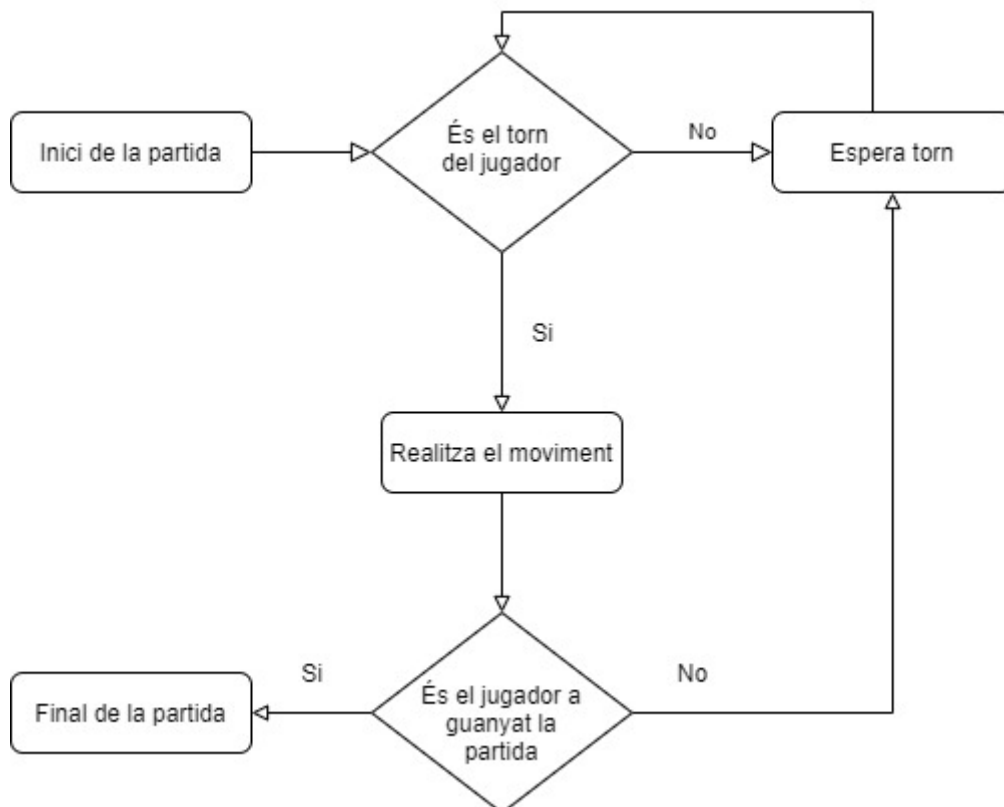 Inici de la partida
És el torn
del jugador
No
Espera torn
Si
Realitza el moviment
Si
No
Final de la partida
És el jugador a
guanyat la
partida